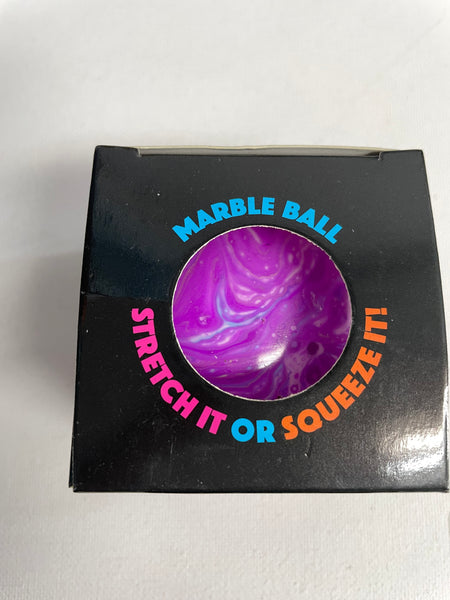 MARBLE BALL
STRETCH IT OR SQUEEZE IT!